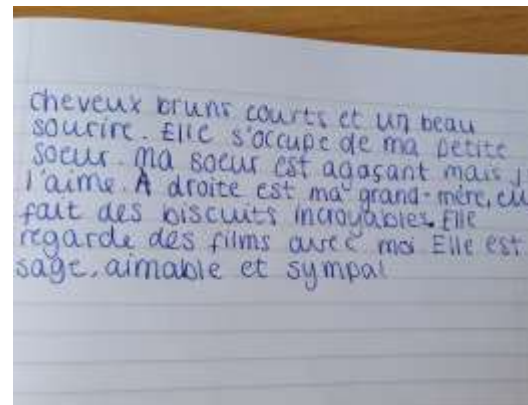 cheveux bruns courts et un beau
sourire. Elle s'occupe de ma petite
soeur. Ma soeur est agaçant mais j
l'aime. A droite est ma grand-mère, ell
fait des biscuits incroyables. Elle
regarde des films avec moi Elle est
sage, aimable et sympa!